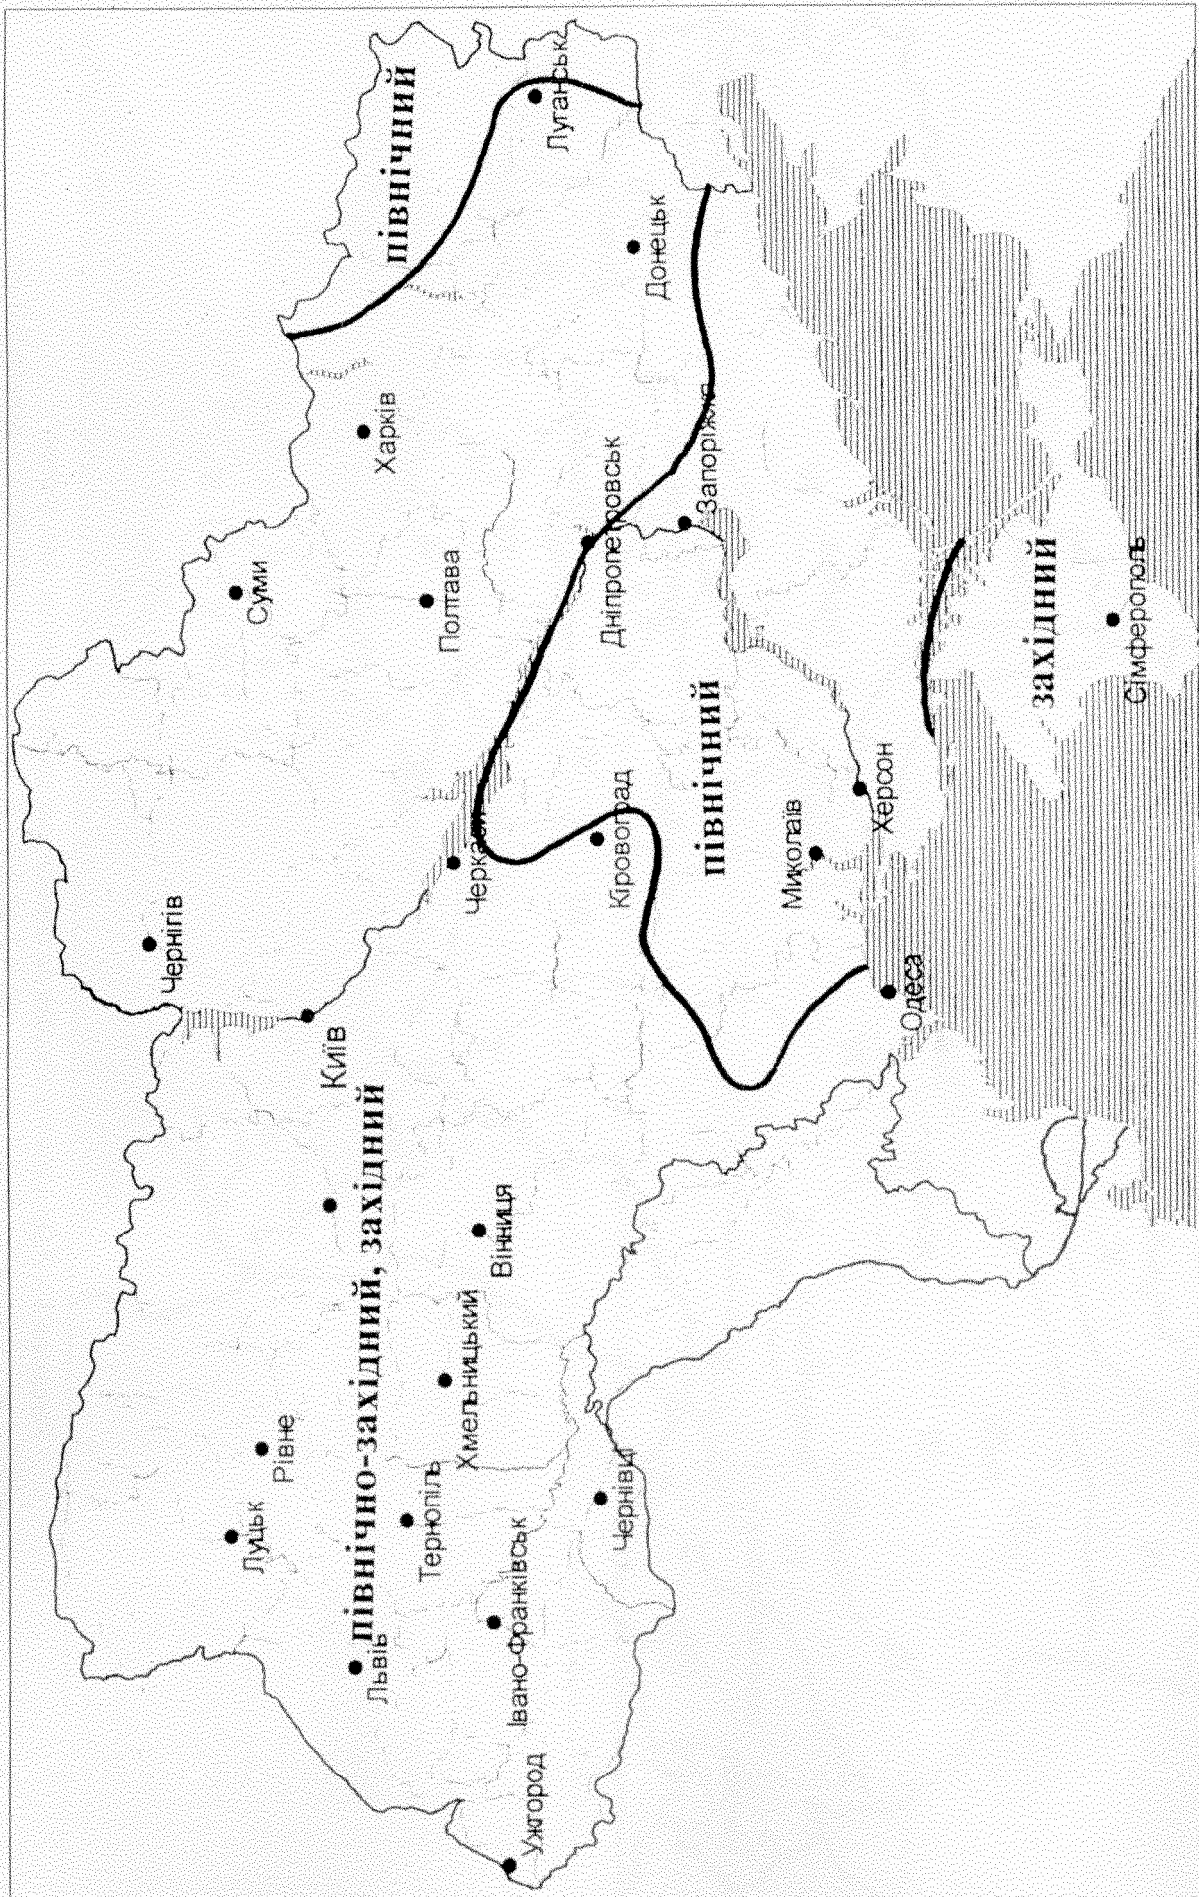 Чернігів
Суми
Луцьк
Рівне
Київ
Харків
північний
Львів
північно-західний, західний
Тернопіль
Хмельницький
Вінниця
Черкаси
Полтава
Луганськ
Ужгород
Івано-Франківськ
Чернівці
Кіровоград
Дніпропетровськ
Донецьк
північний
Запоріжжя
Миколаїв
Херсон
Одеса
західний
Сімферополь